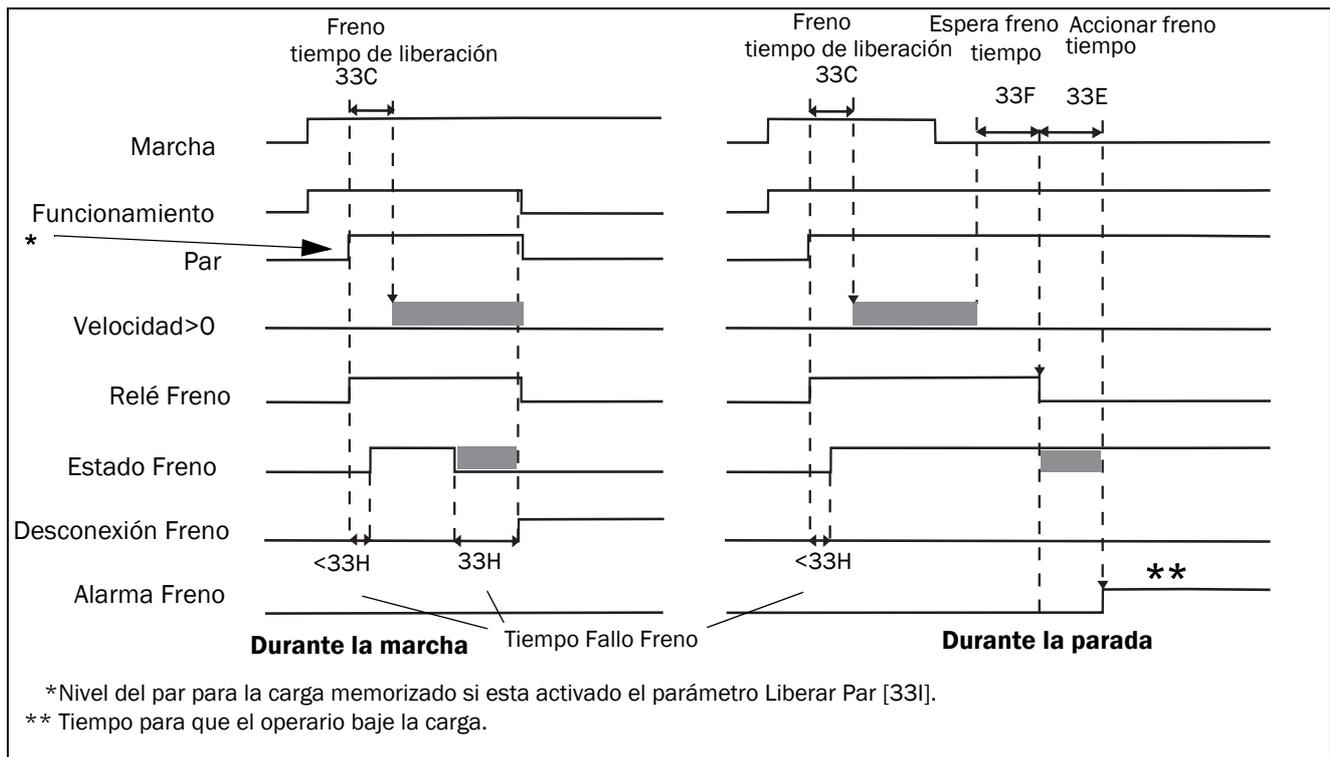 Freno
tiempo de liberación
33C
Freno
tiempo de liberación
33C
Espera freno
tiempo
33F
Accionar freno
tiempo
33E
Marcha
Funcionamiento
*
Par
Velocidad>0
Relé Freno
Estado Freno
Desconexión Freno
<33H
33H
<33H
Alarma Freno
**
Durante la marcha
Tiempo Fallo Freno
Durante la parada
*Nivel del par para la carga memorizado si esta activado el parámetro Liberar Par [33I].
** Tiempo para que el operario baje la carga.